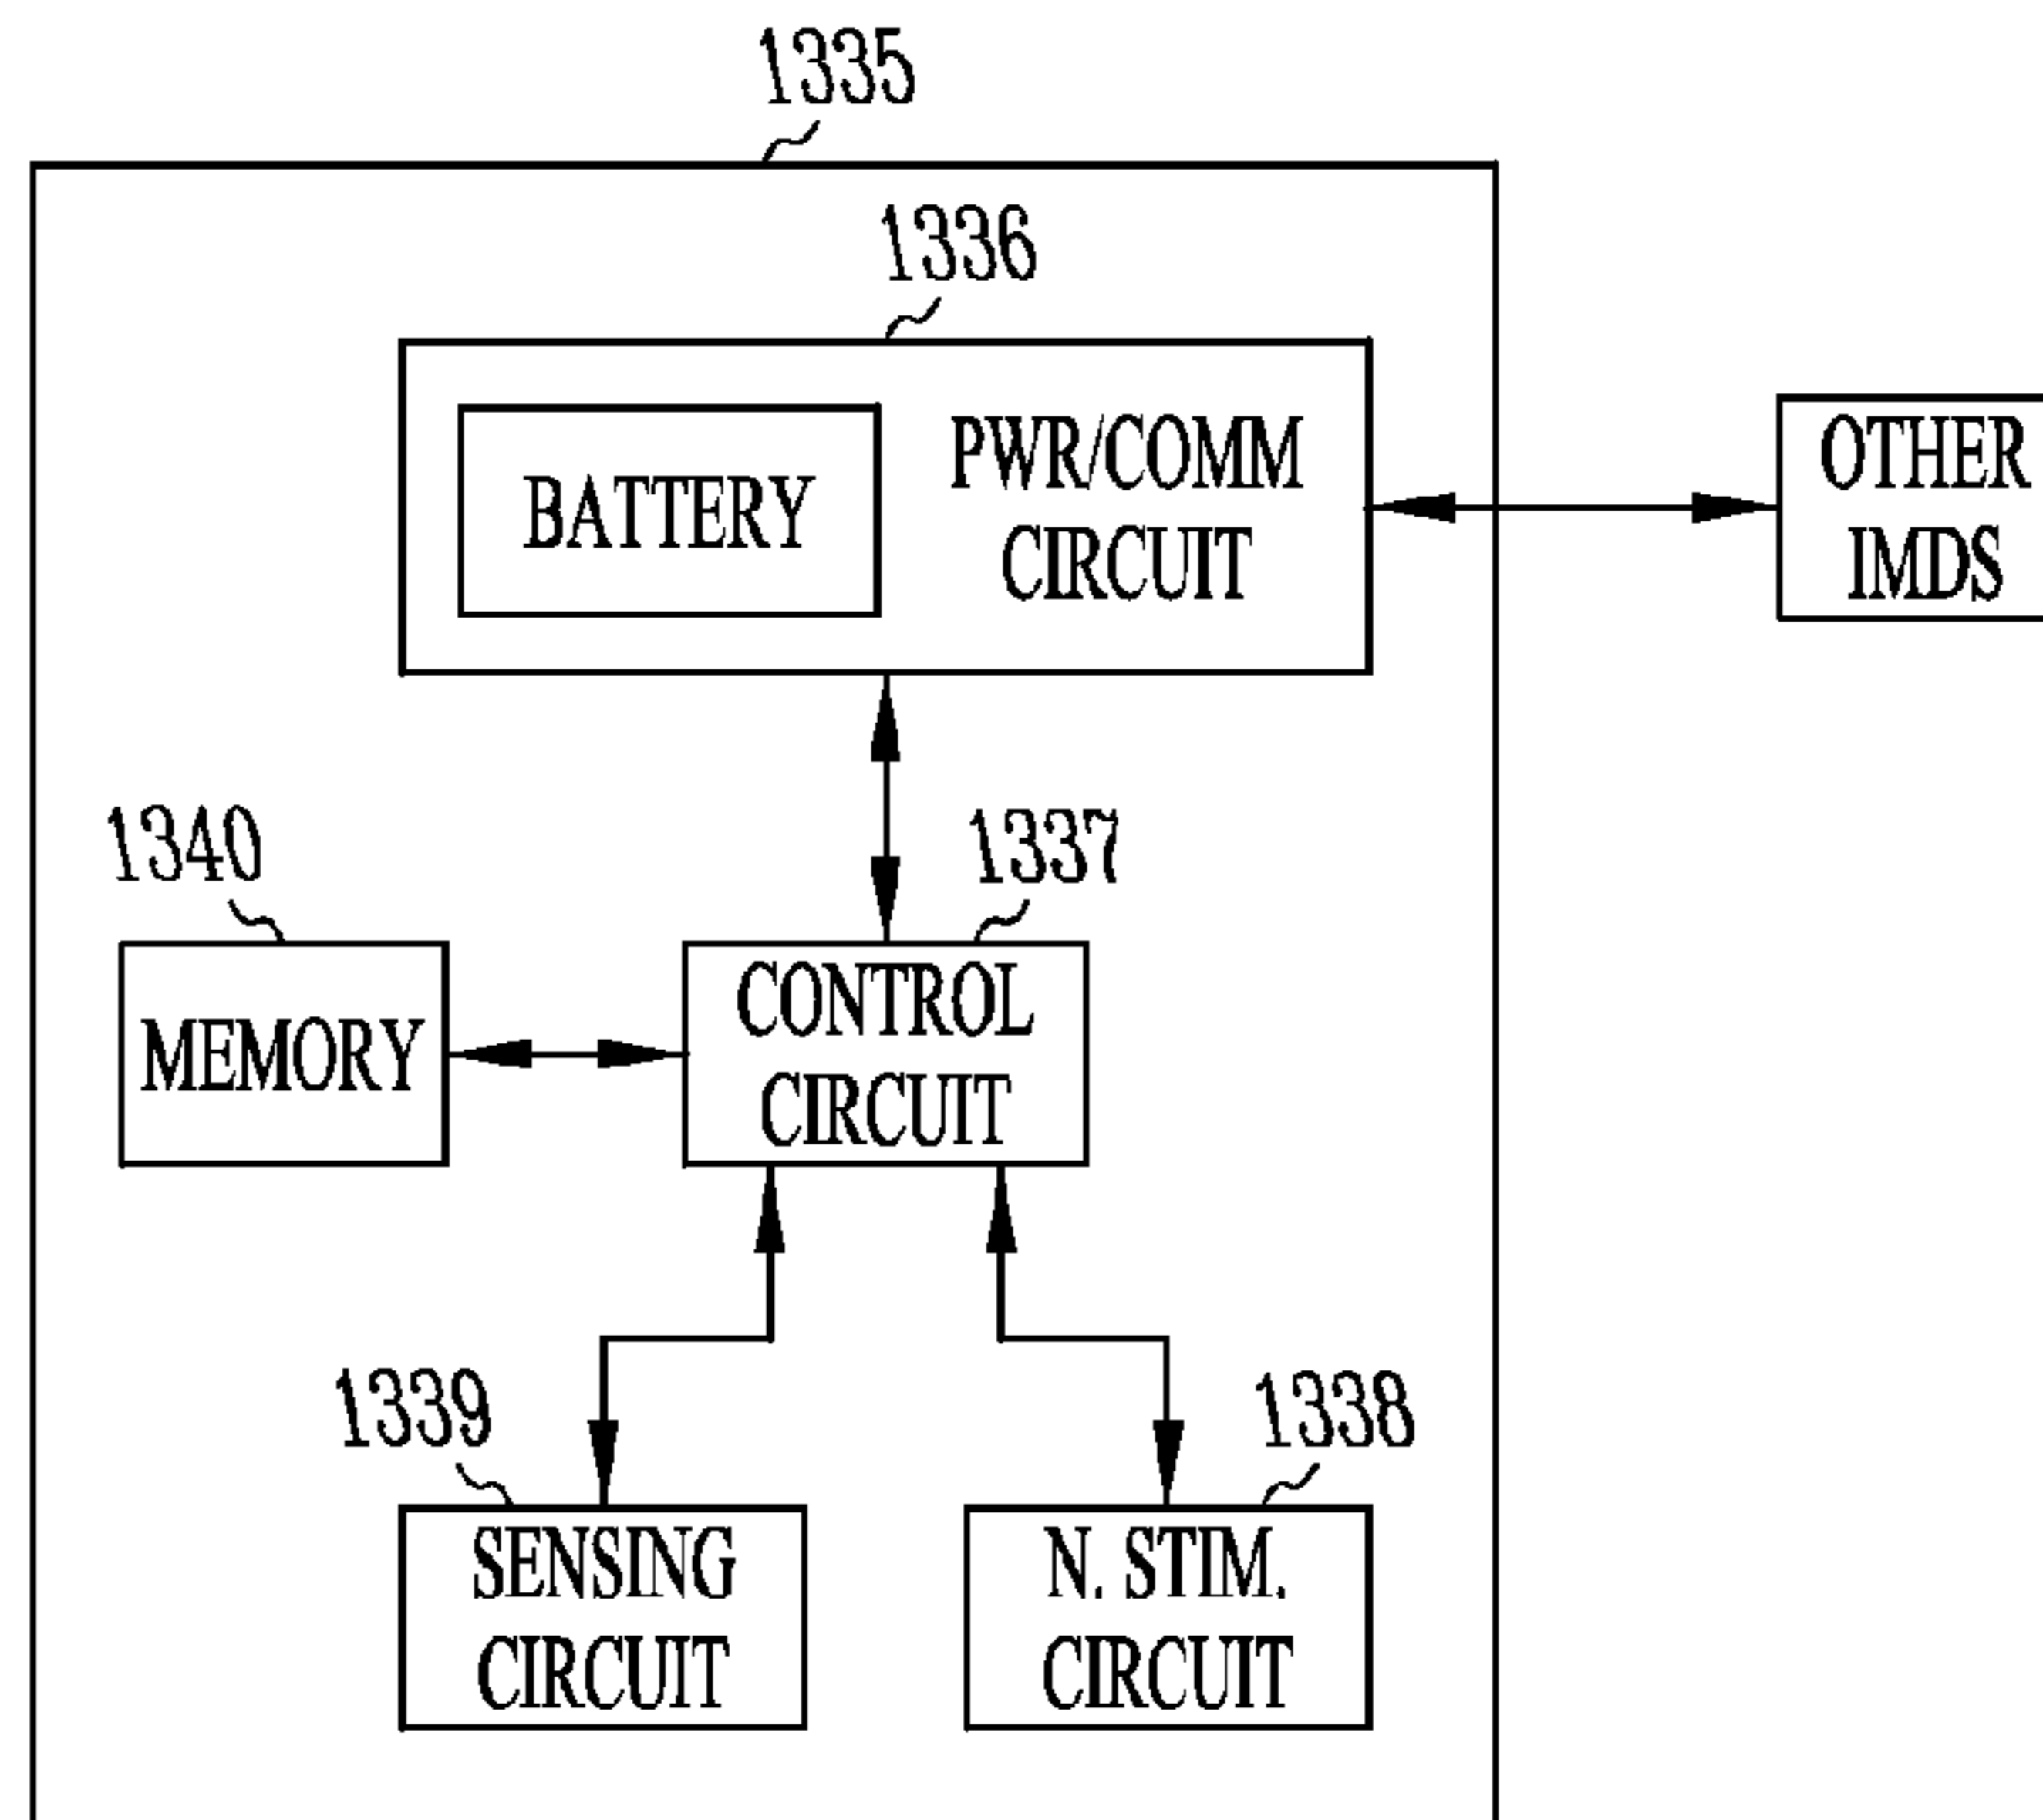 1335
1336
BATTERY
PWR/COMM
CIRCUIT
OTHER
IMDS
1340
1337
MEMORY
CONTROL
CIRCUIT
1339
1338
SENSING
CIRCUIT
N. STIM.
CIRCUIT